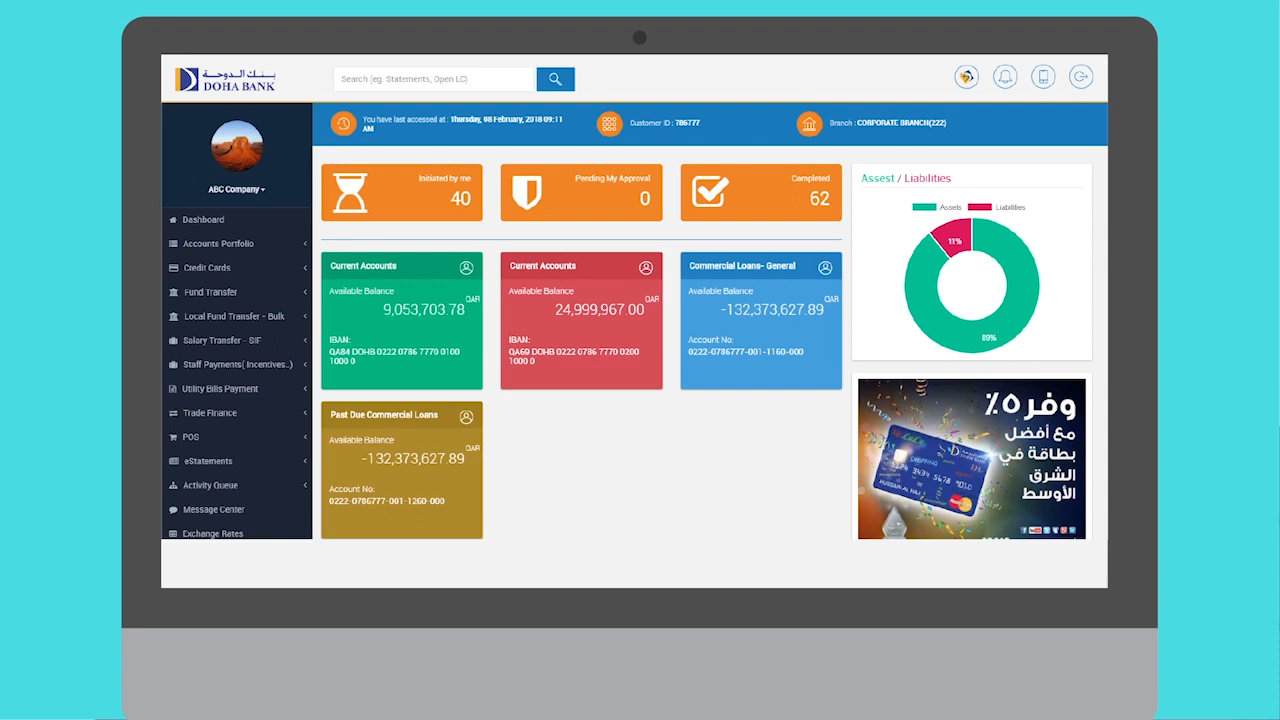 بنك الدوحة
DOHA BANK
Search (eg. Statements, Open LC)
You have last accessed at : Thursday, 08 February, 2018 09:11
AM
Customer ID : 786777
Branch : CORPORATE BRANCH(222)
ABC Company
Dashboard
Accounts Portfolio
Credit Cards
Fund Transfer
Local Fund Transfer - Bulk
Salary Transfer - SIF
Staff Payments( Incentives..)
Utility Bills Payment
Trade Finance
POS
eStatements
Activity Queue
Message Center
Exchange Rates
Initiated by me
40
Pending My Approval
0
Completed
62
Current Accounts
Available Balance
QAR
9,053,703.78
IBAN:
QA84 DOHB 0222 0786 7770 0100
1000 0
Current Accounts
Available Balance
QAR
24,999,967.00
IBAN:
QA69 DOHB 0222 0786 7770 0200
1000 0
Commercial Loans- General
Available Balance
QAR
-132,373,627.89
Account No:
0222-0786777-001-1160-000
Past Due Commercial Loans
Available Balance
QAR
-132,373,627.89
Account No:
0222-0786777-001-1260-000
Assest / Liabilities
Assets
Liabilities
11%
89%
وفر ٥٪
مع أفضل
بطاقة في
الشرق
الأوسط
DOHA BANK
5678
HUSSAIN AL HAJ
MasterCard